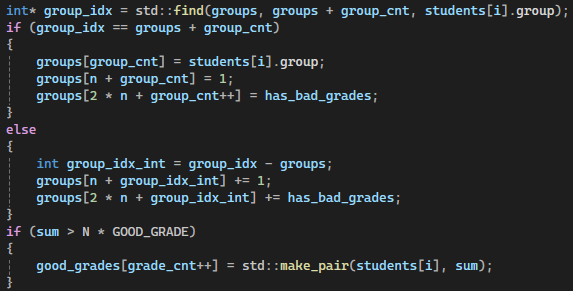 int* group_idx = std::find(groups, groups + group_cnt, students[i].group);
if (group_idx == groups + group_cnt)
{
    groups[group_cnt] = students[i].group;
    groups[n + group_cnt] = 1;
    groups[2 * n + group_cnt++] = has_bad_grades;
}
else
{
    int group_idx_int = group_idx - groups;
    groups[n + group_idx_int] += 1;
    groups[2 * n + group_idx_int] += has_bad_grades;
}
if (sum > N * GOOD_GRADE)
{
    good_grades[grade_cnt++] = std::make_pair(students[i], sum);
}